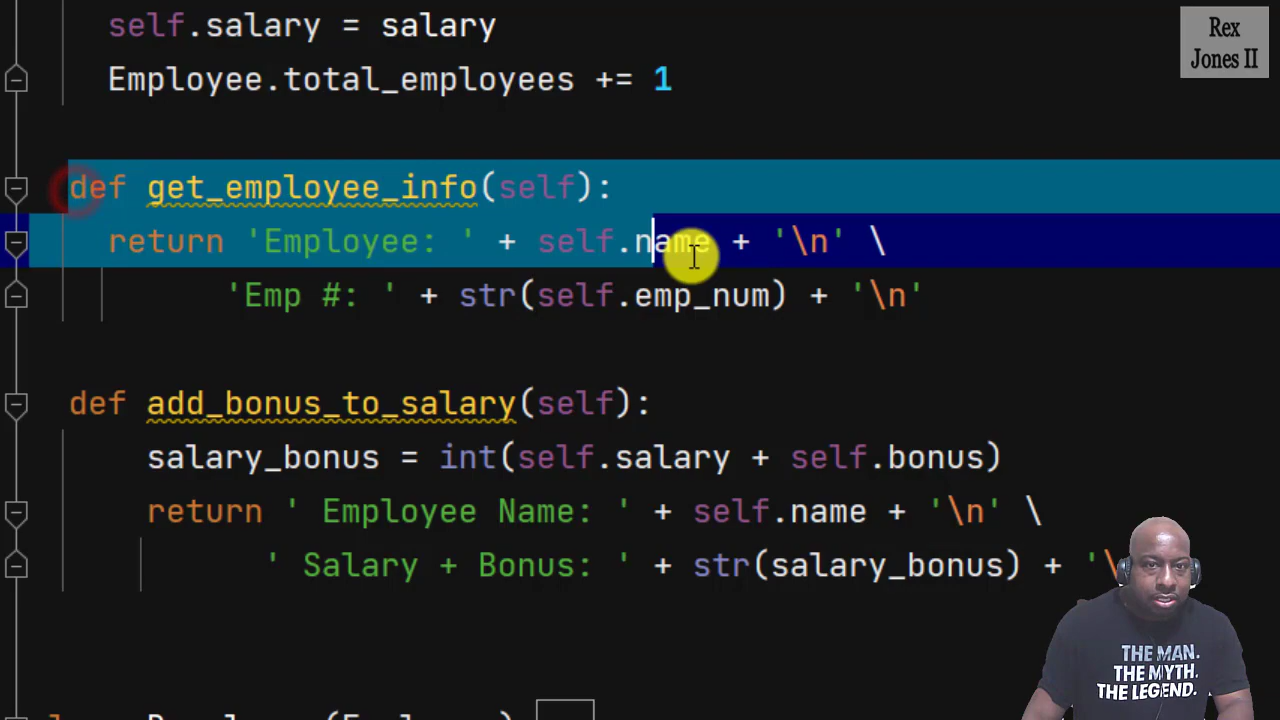 self.salary = salary
Rex
Jones II
Employee.total_employees += 1
def get_employee_info(self):
return 'Employee: ' + self.name + '\n' \
'Emp #: ' + str(self.emp_num) + '\n'
def add_bonus_to_salary(self):
salary_bonus = int(self.salary + self.bonus)
return ' Employee Name: ' + self.name + '\n' \
' Salary + Bonus: ' + str(salary_bonus) + '\
THE MAN.
THE MYTH.
THE LEGEND.